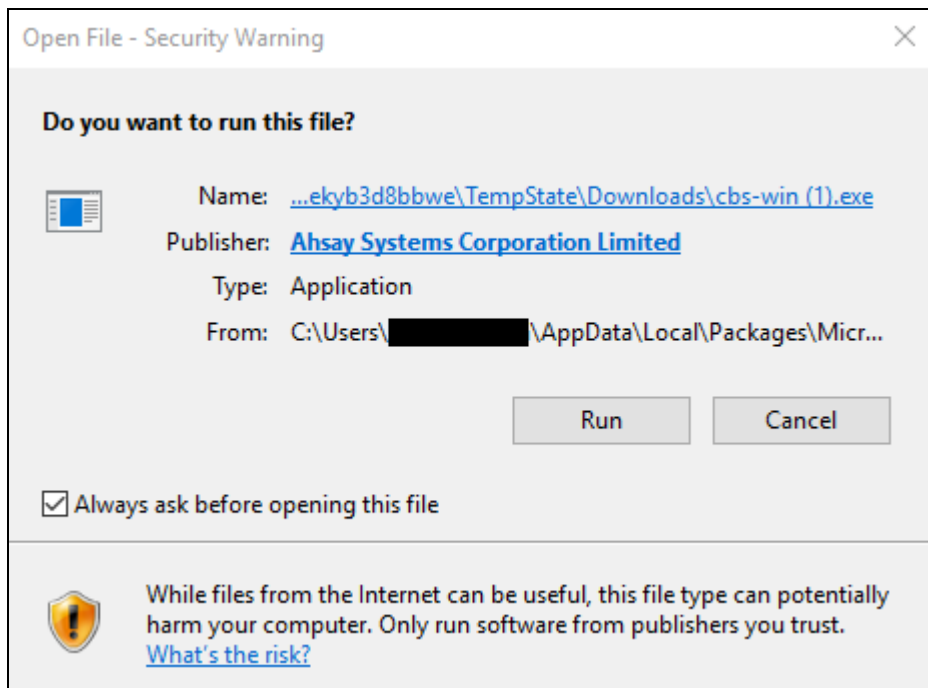 Open File - Security Warning
Do you want to run this file?
Name: ...ekyb3d8bbwe\TempState\Downloads\cbs-win (1).exe
Publisher: Ahsay Systems Corporation Limited
Type: Application
From: C:\Users\ \AppData\Local\Packages\Micr...
Run Cancel
Always ask before opening this file
While files from the Internet can be useful, this file type can potentially
harm your computer. Only run software from publishers you trust.
What's the risk?